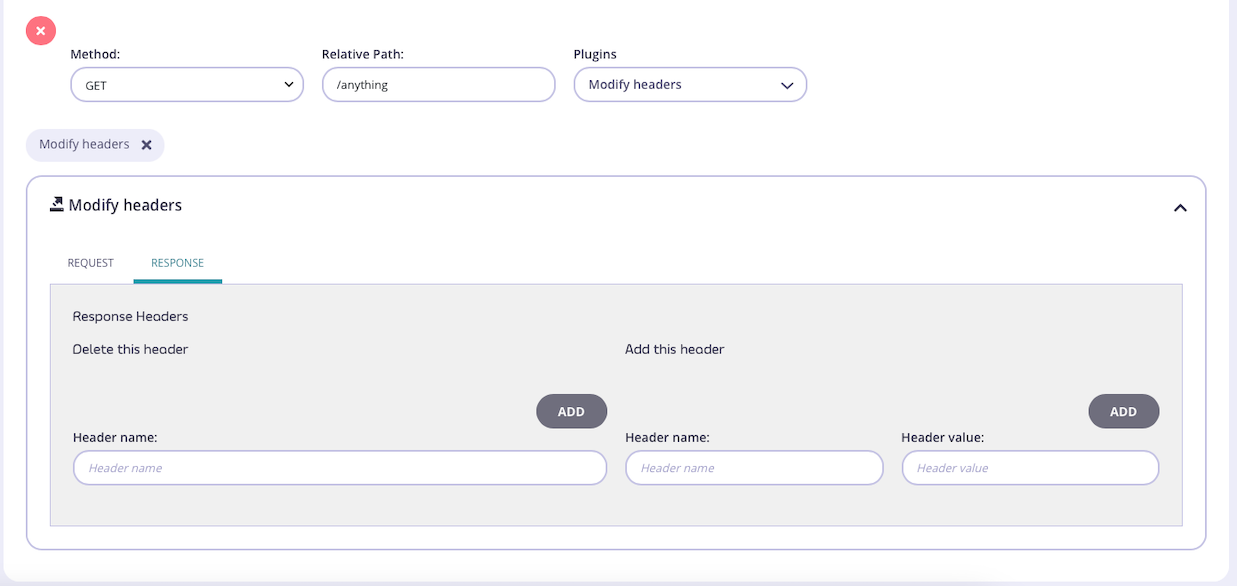 Method:
Relative Path:
Plugins
GET
/anything
Modify headers
Modify headers
Modify headers
REQUEST
RESPONSE
Response Headers
Delete this header
Add this header
ADD
ADD
Header name:
Header name:
Header value:
Header name
Header name
Header value